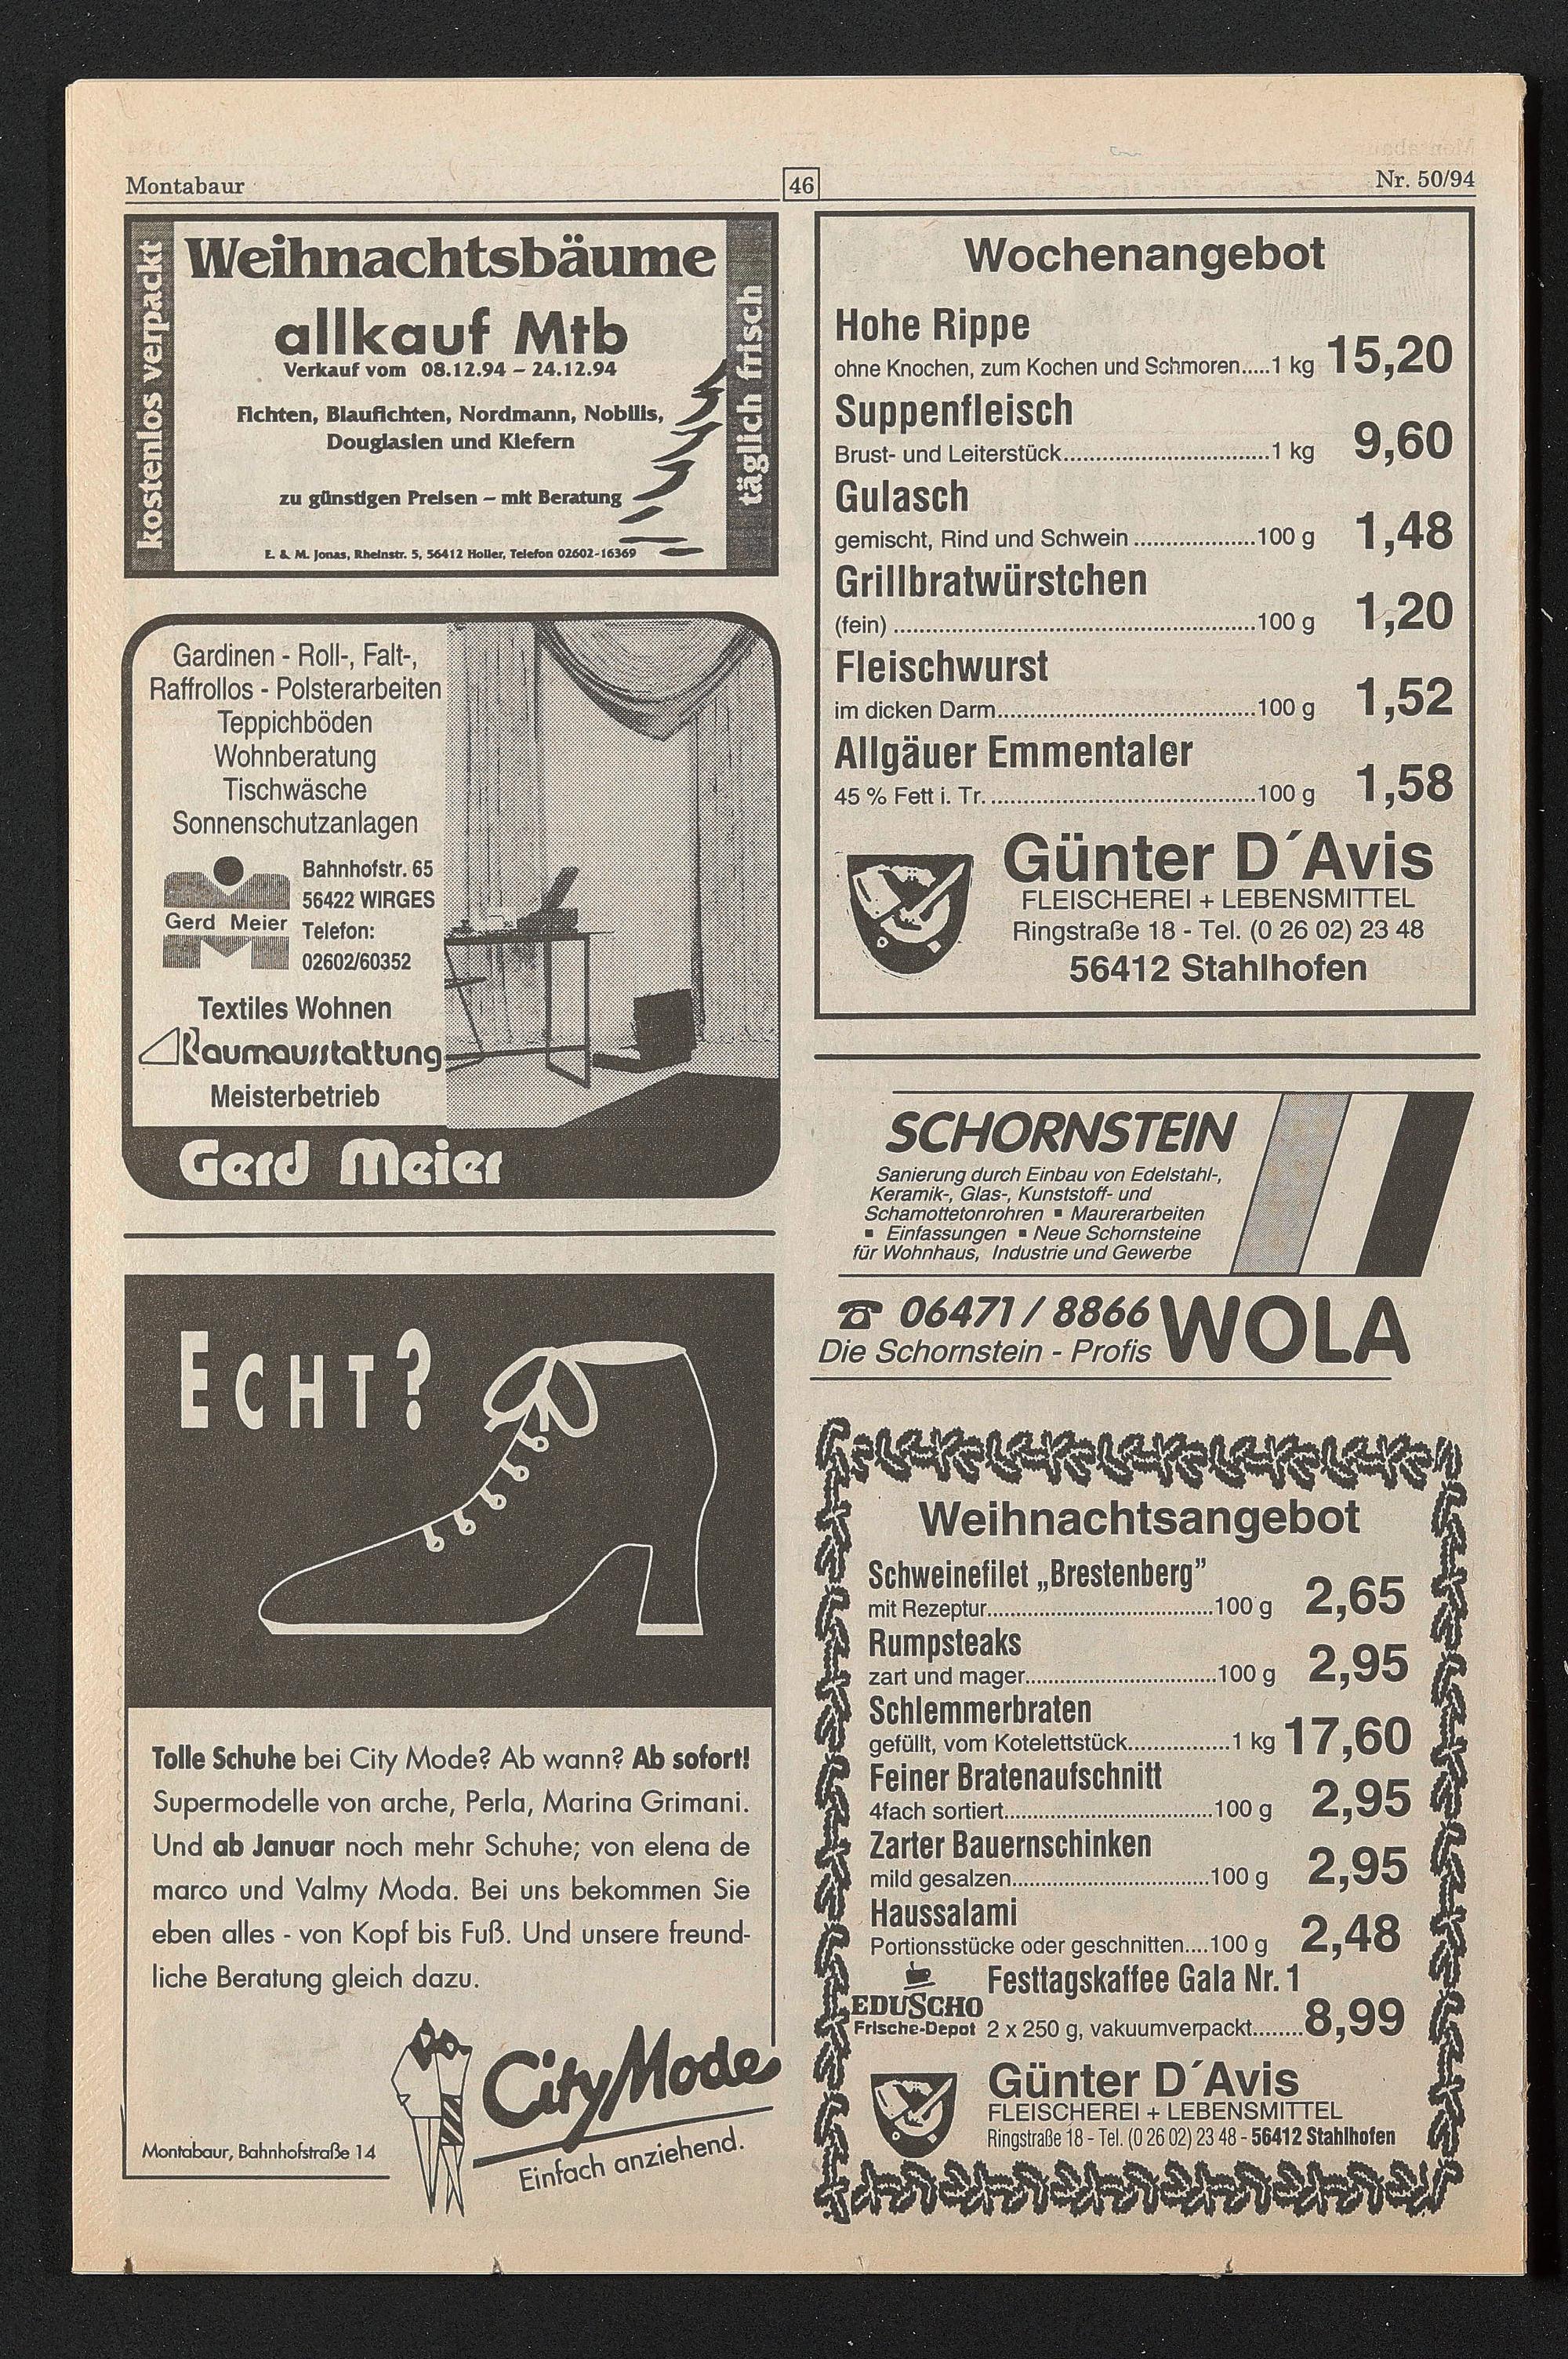 Montabaur
46
Nr. 50/94
kostenlos verpackt
Weihnachtsbäume
allkauf Mtb
Verkauf vom 08.12.94 – 24.12.94
Fichten, Blaufichten, Nordmann, Nobilis,
Douglasien und Kiefern
zu günstigen Preisen – mit Beratung
E. & M. Jonas, Rheinstr. 5, 56412 Holler, Telefon 02602-16369
täglich frisch
Gardinen - Roll-, Falt-,
Raffrollos - Polsterarbeiten
Teppichböden
Wohnberatung
Tischwäsche
Sonnenschutzanlagen
Gerd Meier
Bahnhofstr. 65
56422 WIRGES
Telefon:
02602/60352
Textiles Wohnen
Raumausstattung
Meisterbetrieb
Gerd Meier
ECHT?
Tolle Schuhe bei City Mode? Ab wann? Ab sofort!
Supermodelle von arche, Perla, Marina Grimani.
Und ab Januar noch mehr Schuhe; von elena de
marco und Valmy Moda. Bei uns bekommen Sie
eben alles - von Kopf bis Fuß. Und unsere freund-
liche Beratung gleich dazu.
City Mode
Einfach anziehend.
Montabaur, Bahnhofstraße 14
Wochenangebot
Hohe Rippe
ohne Knochen, zum Kochen und Schmoren.....1 kg 15,20
Suppenfleisch
Brust- und Leiterstück...............................1 kg 9,60
Gulasch
gemischt, Rind und Schwein ...................100 g 1,48
Grillbratwürstchen
(fein) ........................................................100 g 1,20
Fleischwurst
im dicken Darm........................................100 g 1,52
Allgäuer Emmentaler
45 % Fett i. Tr. .........................................100 g 1,58
Günter D´Avis
FLEISCHEREI + LEBENSMITTEL
Ringstraße 18 - Tel. (0 26 02) 23 48
56412 Stahlhofen
SCHORNSTEIN
Sanierung durch Einbau von Edelstahl-,
Keramik-, Glas-, Kunststoff- und
Schamottetonrohren ▪ Maurerarbeiten
▪ Einfassungen ▪ Neue Schornsteine
für Wohnhaus, Industrie und Gewerbe
☎ 06471 / 8866
Die Schornstein - Profis
WOLA
Weihnachtsangebot
Schweinefilet „Brestenberg”
mit Rezeptur.....................................100 g 2,65
Rumpsteaks
zart und mager................................100 g 2,95
Schlemmerbraten
gefüllt, vom Kotelettstück.................1 kg 17,60
Feiner Bratenaufschnitt
4fach sortiert...................................100 g 2,95
Zarter Bauernschinken
mild gesalzen.................................100 g 2,95
Haussalami
Portionsstücke oder geschnitten....100 g 2,48
EDUSCHO
Frische-Depot
Festtagskaffee Gala Nr. 1
2 x 250 g, vakuumverpackt........8,99
Günter D´Avis
FLEISCHEREI + LEBENSMITTEL
Ringstraße 18 - Tel. (0 26 02) 23 48 - 56412 Stahlhofen